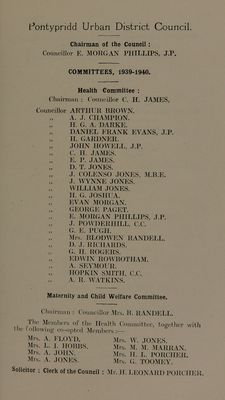 Pontypridd Urban District Council.
Chairman of the Council :
Councillor E. MORGAN PHILLIPS, J.P.
COMMITTEES, 1939-1940.
Health Committee :
Chairman : Councillor C. H. JAMES.
Councillor ARTHUR BROWN.
„ A. J. CHAMPION.
„ H. G. A. DARKE.
„ DANIEL FRANK EVANS, J.P.
„ H. GARDNER.
„ JOHN HOWELL, J.P.
„ C. H. JAMES.
„ E. P. JAMES.
„ D. T. JONES.
„ J. COLENSO JONES, M.B.E.
„ J. WYNNE JONES.
„ WILLIAM JONES.
„ H. G. JOSHUA.
„ EVAN MORGAN.
„ GEORGE PAGET.
„ E. MORGAN PHILLIPS, J.P.
„ J. POWDERHILL, C.C.
„ G. E. PUGH.
„ Mrs. BLODWEN RANDELL.
„ D. J. RICHARDS.
„ G. H. ROGERS.
„ EDWIN ROWBOTHAM.
„ A. SEYMOUR.
„ HOPKIN SMITH, C.C.
„ A. R. WATKINS.
Maternity and Child Welfare Committee.
Chairman : Councillor Mrs. B. RANDELL.
The Members of the Health Committee, together with
the following co-opted Members :—
Mrs. A. FLOYD. Mrs. W. JONES.
Mrs. L. J. HOBBS. Mrs. M. M. MARRAN.
Mrs. A. JOHN. Mrs. H. L. PORCHER.
Mrs. A. JONES. Mrs. G. TOOMEY.
Solicitor : Clerk of the Council : Mr. H. LEONARD PORCHER.